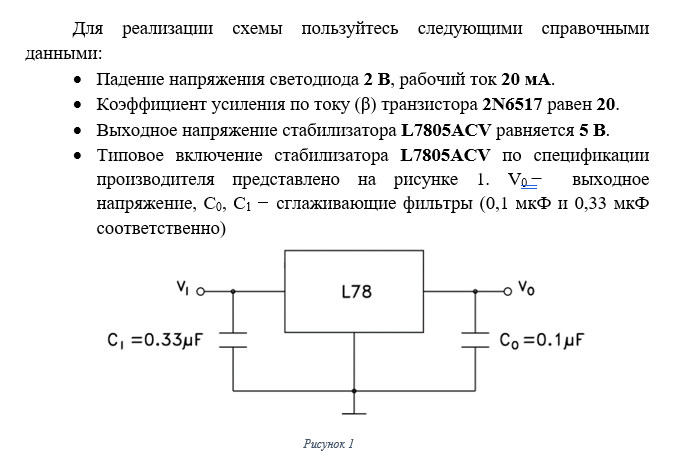 Для реализации схемы пользуйтесь следующими справочными
данными:
• Падение напряжения светодиода 2 В, рабочий ток 20 мА.
• Коэффициент усиления по току (β) транзистора 2N6517 равен 20.
• Выходное напряжение стабилизатора L7805ACV равняется 5 В.
• Типовое включение стабилизатора L7805ACV по спецификации
производителя представлено на рисунке 1. V₀ − выходное
напряжение, C₀, C₁ − сглаживающие фильтры (0,1 мкФ и 0,33 мкФ
соответственно)
VI L78 VO
CI =0.33μF CO =0.1μF
Рисунок 1